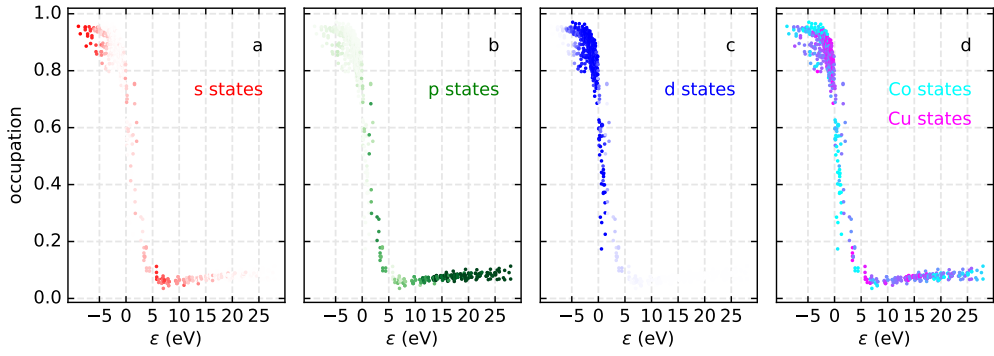 1.0
0.8
0.6
0.4
0.2
0.0
occupation
a
s states
−5 0 5 10 15 20 25
ε (eV)
b
p states
−5 0 5 10 15 20 25
ε (eV)
c
d states
−5 0 5 10 15 20 25
ε (eV)
d
Co states
Cu states
−5 0 5 10 15 20 25
ε (eV)